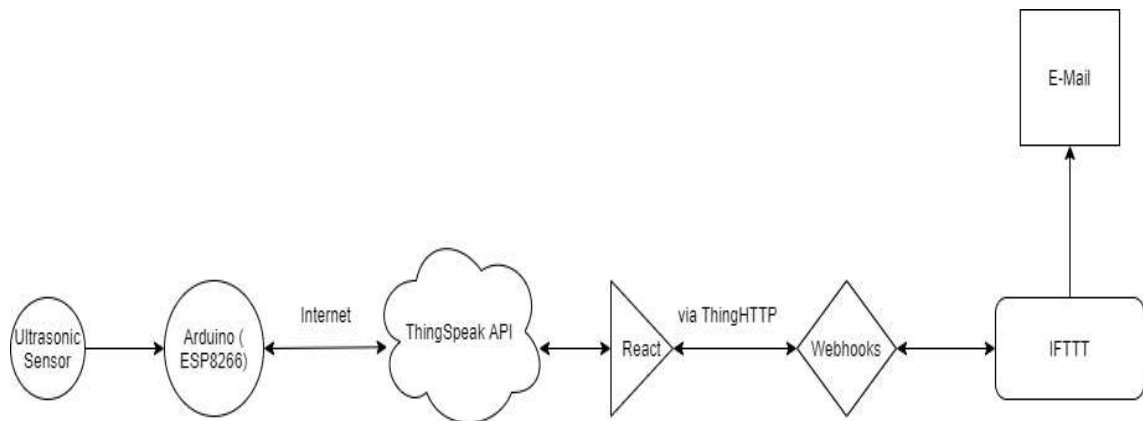 E-Mail
Internet
via ThingHTTP
Ultrasonic
Sensor
Arduino (
ESP8266)
ThingSpeak API
React
Webhooks
IFTTT